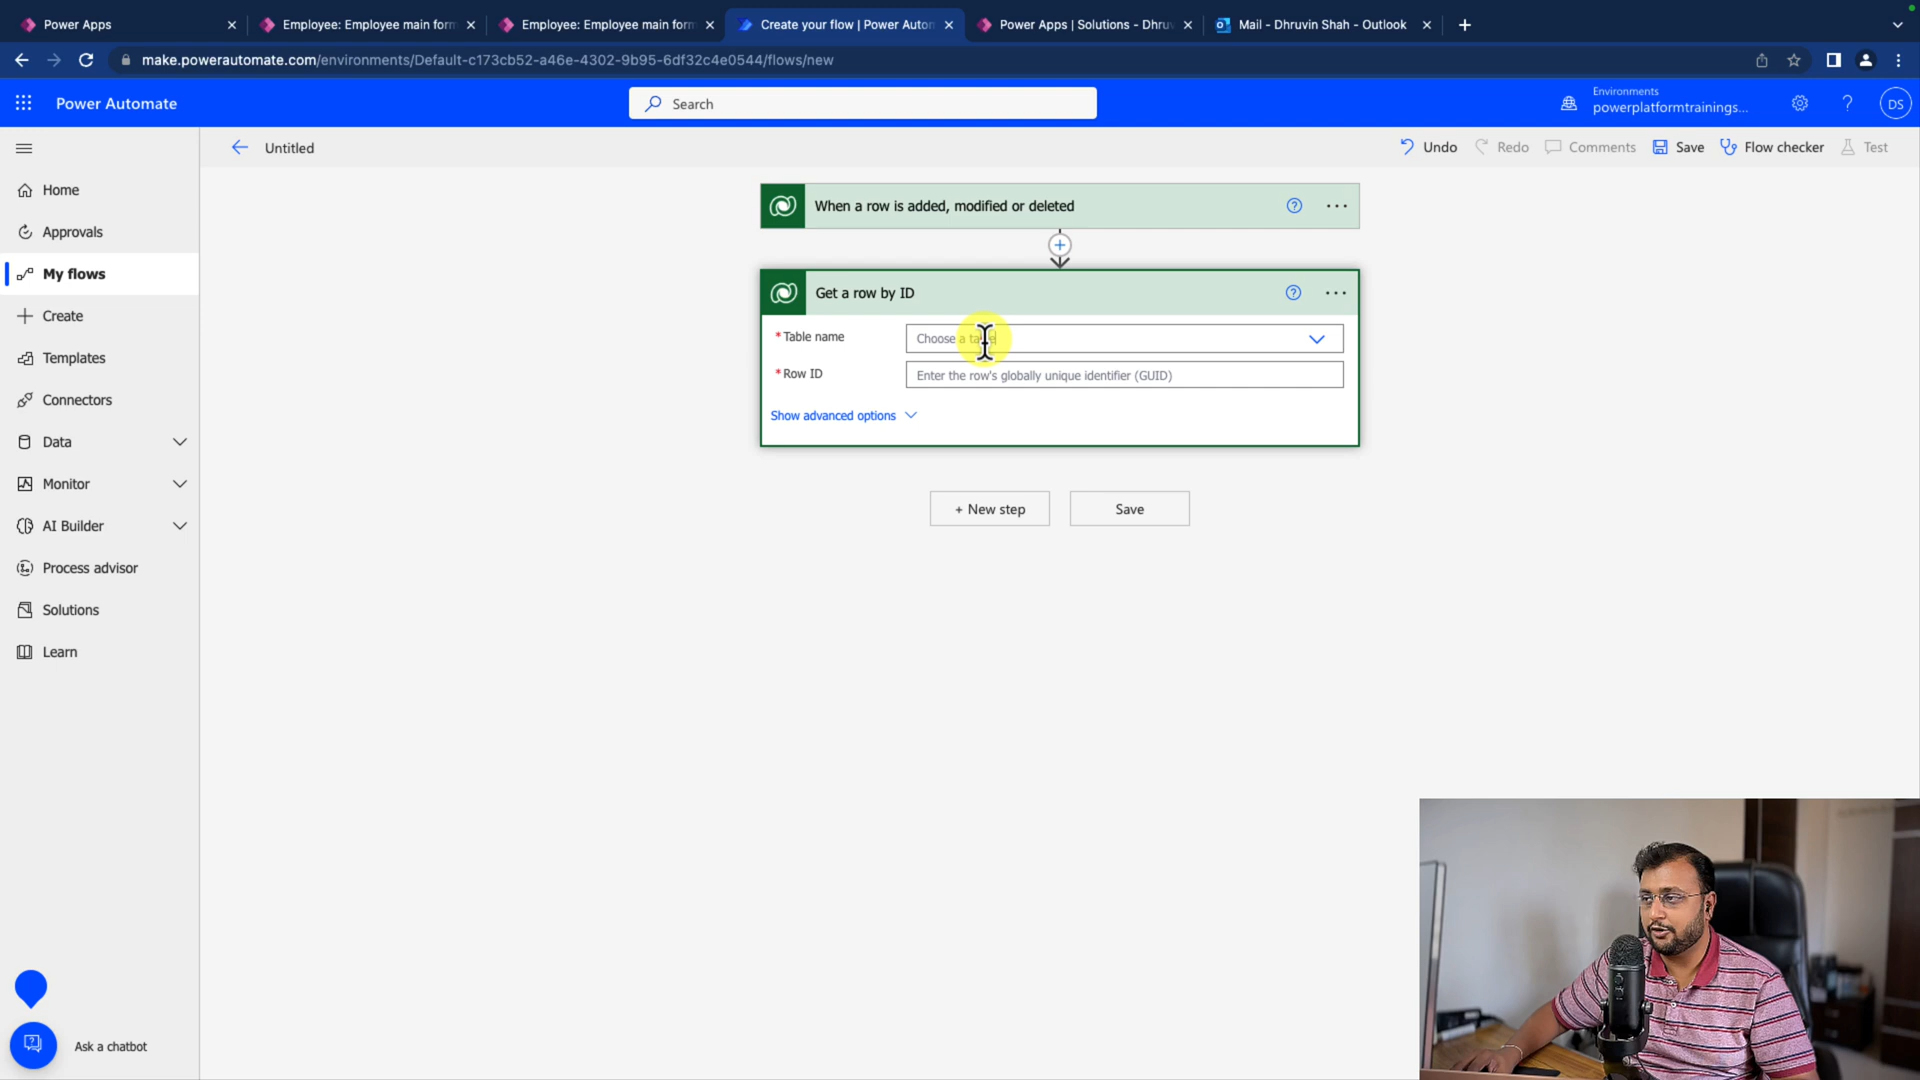 Power Apps
Employee: Employee main form
Employee: Employee main form
Create your flow | Power Autom
Power Apps | Solutions - Dhruv
Mail - Dhruvin Shah - Outlook
make.powerautomate.com/environments/Default-c173cb52-a46e-4302-9b95-6df32c4e0544/flows/new
Power Automate
Search
Environments
powerplatformtrainings...
DS
Untitled
Undo
Redo
Comments
Save
Flow checker
Test
Home
Approvals
My flows
Create
Templates
Connectors
Data
Monitor
AI Builder
Process advisor
Solutions
Learn
When a row is added, modified or deleted
Get a row by ID
* Table name
Choose a table
* Row ID
Enter the row's globally unique identifier (GUID)
Show advanced options
+ New step
Save
Ask a chatbot